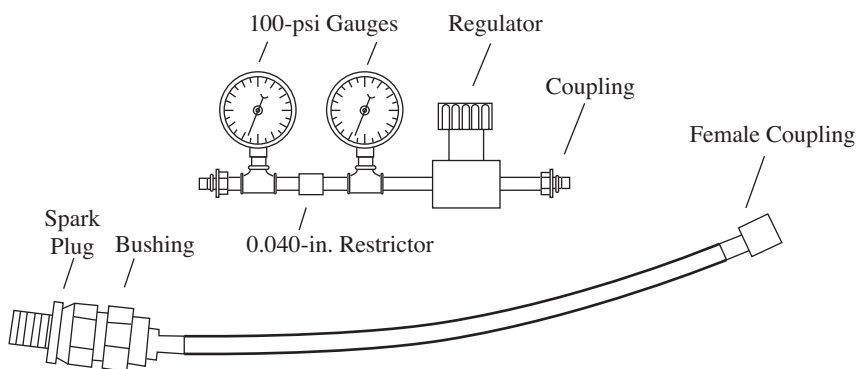 100-psi Gauges
Regulator
Coupling
Female Coupling
Spark
Plug
Bushing
0.040-in. Restrictor